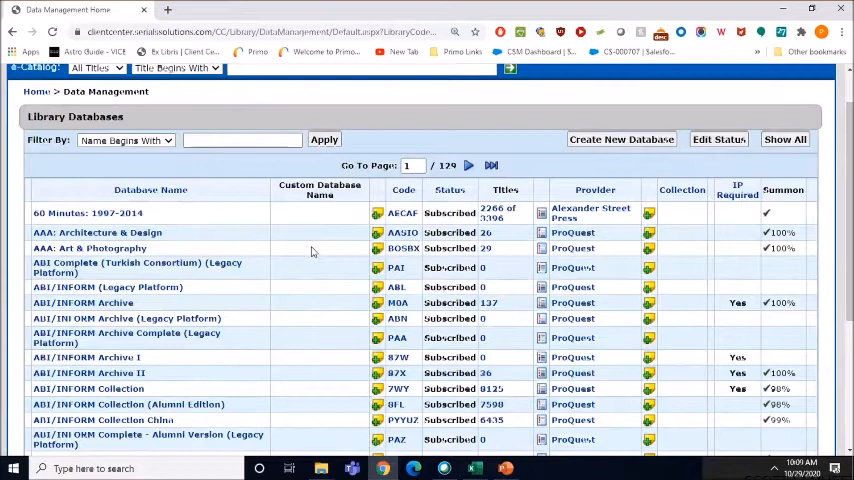 Data Management Home
clientcenter.serialssolutions.com/CC/Library/DataManagement/Default.aspx?LibraryCode...
Apps Astro Guide - VICE Ex Libris | Client Ce... Primo Welcome to Primo... New Tab Primo Links CSM Dashboard | S... CS-000707 | Salesfo... Other bookmarks
e-Catalog: All Titles Title Begins With
Home > Data Management
Library Databases
Filter By: Name Begins With Apply Create New Database Edit Status Show All
Go To Page: 1 / 129
Database Name Custom Database Name Code Status Titles Provider Collection IP Required Summon
60 Minutes: 1997-2014 AECAF Subscribed 2266 of 3396 Alexander Street Press
AAA: Architecture & Design AASIO Subscribed 26 ProQuest 100%
AAA: Art & Photography BOSBX Subscribed 29 ProQuest 100%
ABI Complete (Turkish Consortium) (Legacy Platform) PAI Subscribed 0 ProQuest
ABI/INFORM (Legacy Platform) ABL Subscribed 0 ProQuest
ABI/INFORM Archive M0A Subscribed 137 ProQuest Yes 100%
ABI/INFORM Archive (Legacy Platform) ABN Subscribed 0 ProQuest
ABI/INFORM Archive Complete (Legacy Platform) PAA Subscribed 0 ProQuest
ABI/INFORM Archive I 87W Subscribed 0 ProQuest Yes
ABI/INFORM Archive II 87X Subscribed 36 ProQuest Yes 100%
ABI/INFORM Collection 7WY Subscribed 8125 ProQuest Yes 98%
ABI/INFORM Collection (Alumni Edition) 8FL Subscribed 7598 ProQuest 98%
ABI/INFORM Collection China PYYUZ Subscribed 6435 ProQuest 99%
ABI/INFORM Complete - Alumni Version (Legacy Platform) PAZ Subscribed 0 ProQuest
Type here to search
10:09 AM
10/29/2020